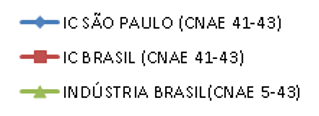 IC SÃO PAULO (CNAE 41-43)
IC BRASIL (CNAE 41-43)
INDÚSTRIA BRASIL(CNAE 5-43)